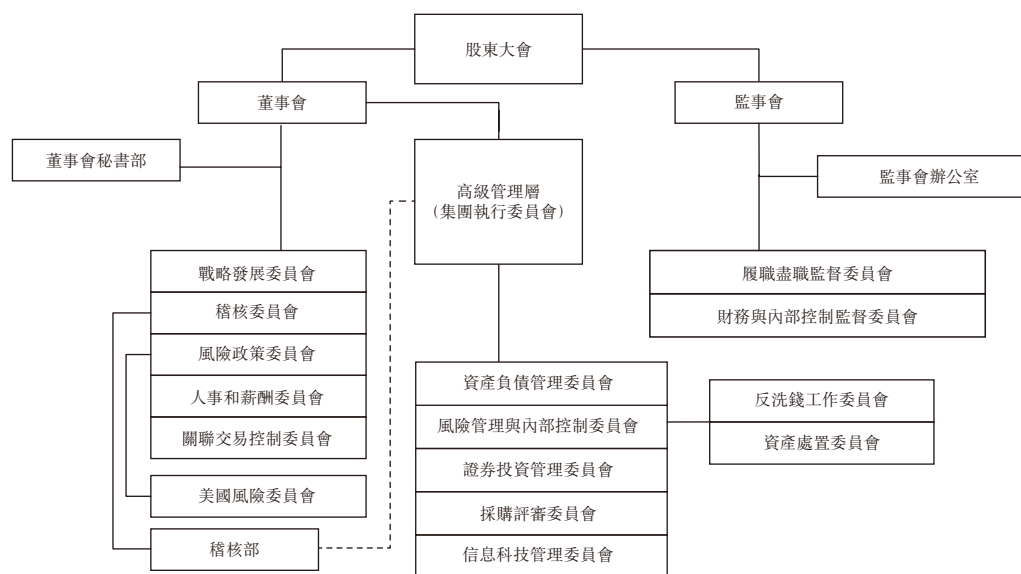 股東大會
董事會
監事會
董事會秘書部
高級管理層
(集團執行委員會)
監事會辦公室
戰略發展委員會
稽核委員會
風險政策委員會
人事和薪酬委員會
關聯交易控制委員會
美國風險委員會
稽核部
履職盡職監督委員會
財務與內部控制監督委員會
資產負債管理委員會
風險管理與內部控制委員會
證券投資管理委員會
採購評審委員會
信息科技管理委員會
反洗錢工作委員會
資產處置委員會